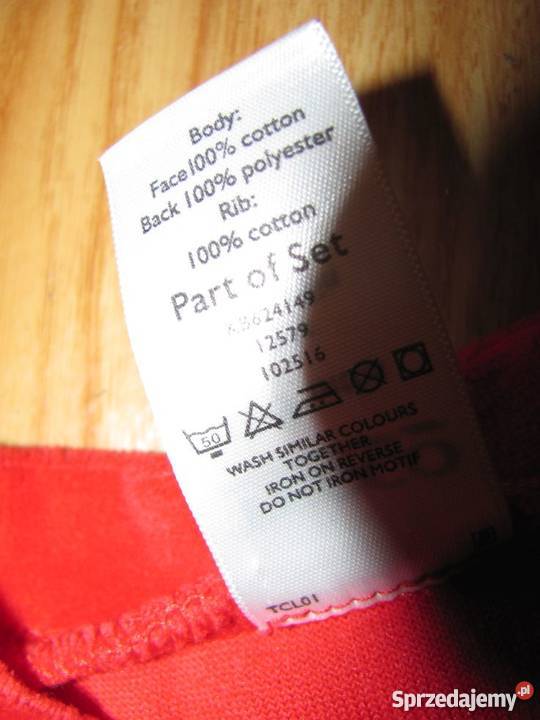 Body:
Face 100% cotton
Back 100% polyester
Rib:
100% cotton
Part of Set
12579
102516
50
WASH SIMILAR COLOURS
TOGETHER
IRON ON REVERSE
DO NOT IRON MOTIF
TCL01
Sprzedajemy.pl